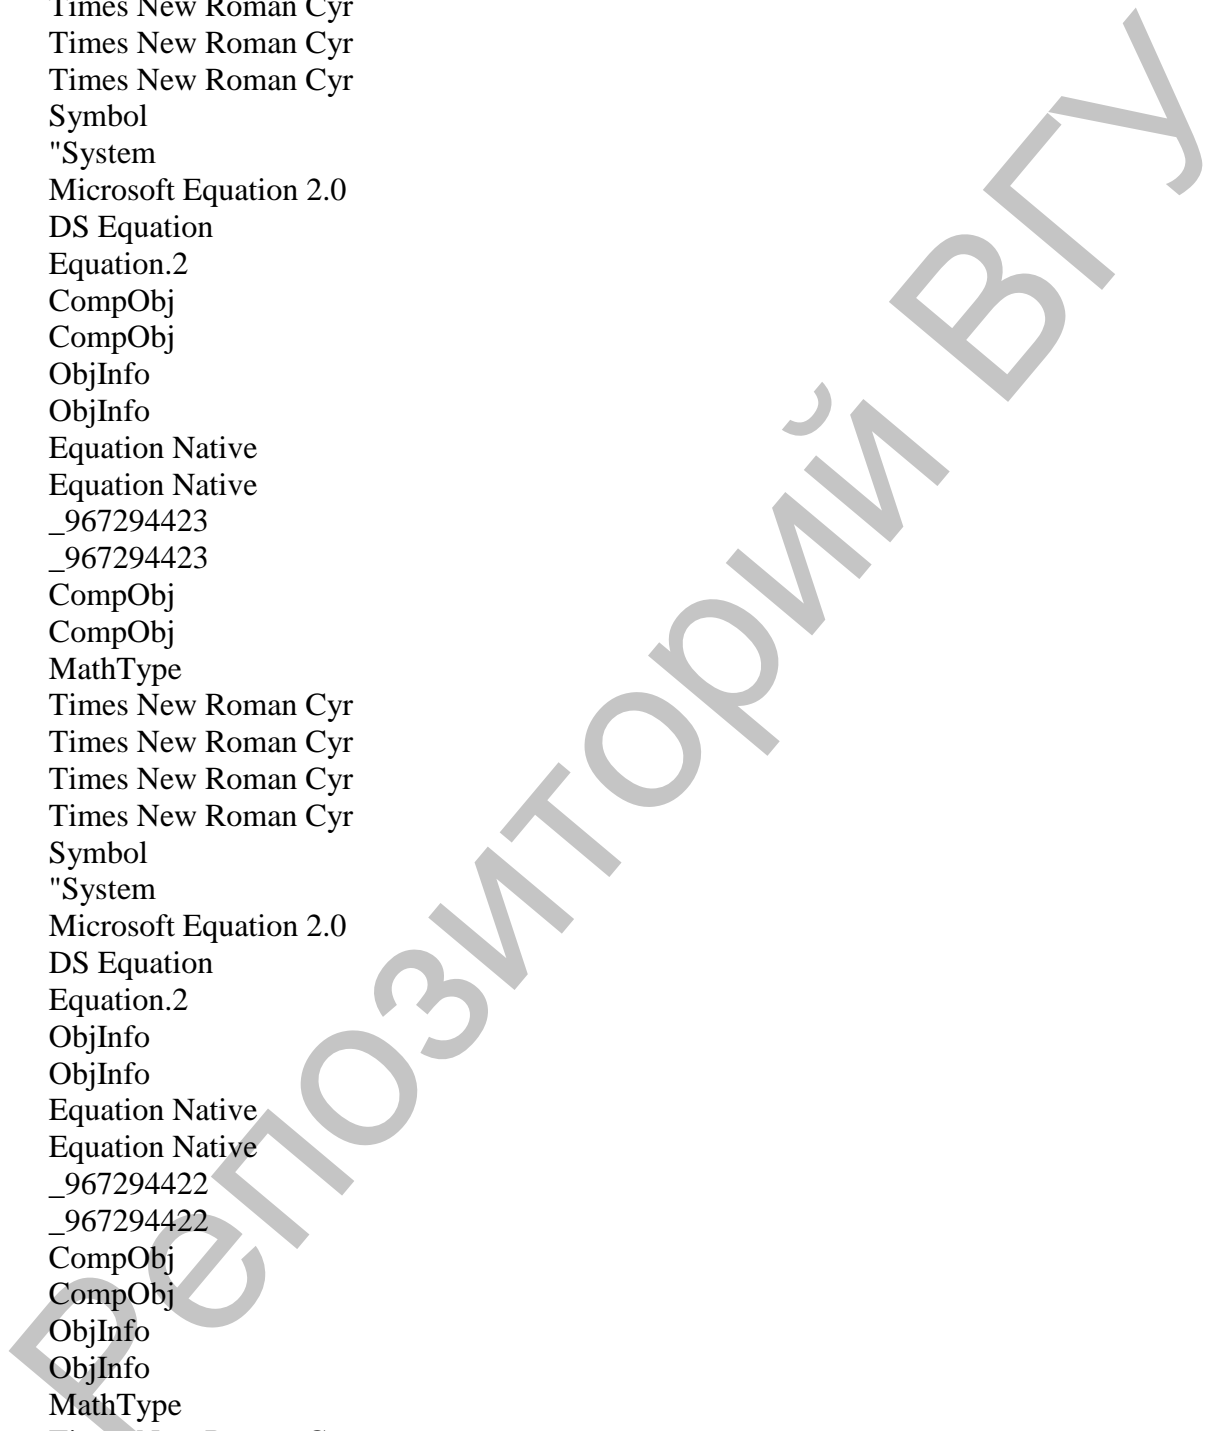 Times New Roman Cyr
Times New Roman Cyr
Times New Roman Cyr
Symbol
"System
Microsoft Equation 2.0
DS Equation
Equation.2
CompObj
CompObj
ObjInfo
ObjInfo
Equation Native
Equation Native
_967294423
_967294423
CompObj
CompObj
MathType
Times New Roman Cyr
Times New Roman Cyr
Times New Roman Cyr
Times New Roman Cyr
Symbol
"System
Microsoft Equation 2.0
DS Equation
Equation.2
ObjInfo
ObjInfo
Equation Native
Equation Native
_967294422
_967294422
CompObj
CompObj
ObjInfo
ObjInfo
MathType
Репозиторий ВГУ